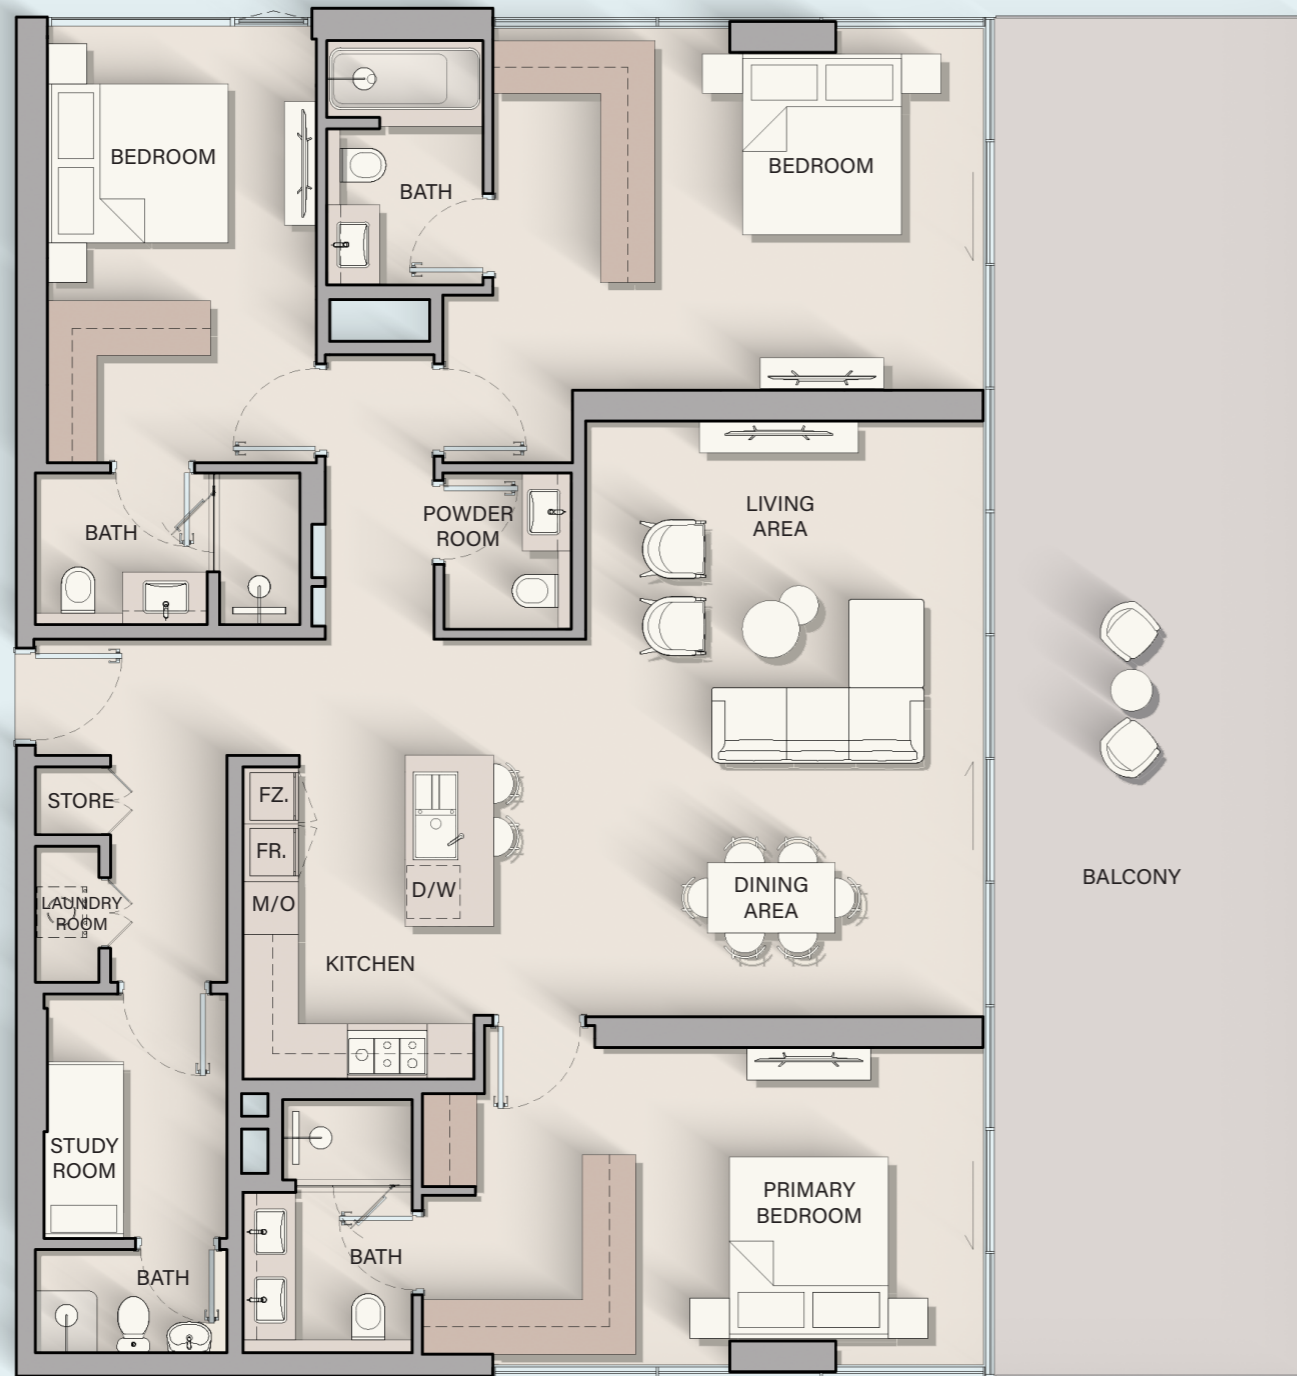 BEDROOM
BATH
BEDROOM
LIVING
AREA
POWDER
ROOM
BATH
STORE
FZ.
FR.
M/O
D/W
LAUNDRY
ROOM
DINING
AREA
BALCONY
KITCHEN
STUDY
ROOM
PRIMARY
BEDROOM
BATH
BATH